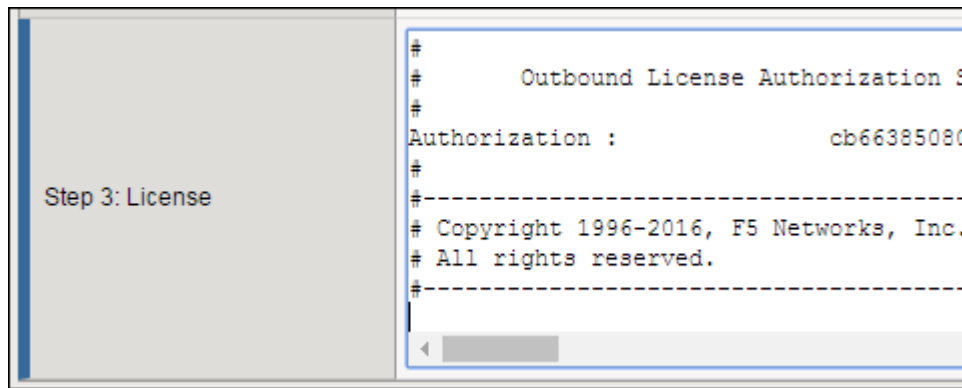 Step 3: License
#
# Outbound License Authorization S
#
Authorization : cb66385080
#
#---------------------------------------
# Copyright 1996-2016, F5 Networks, Inc.
# All rights reserved.
#---------------------------------------